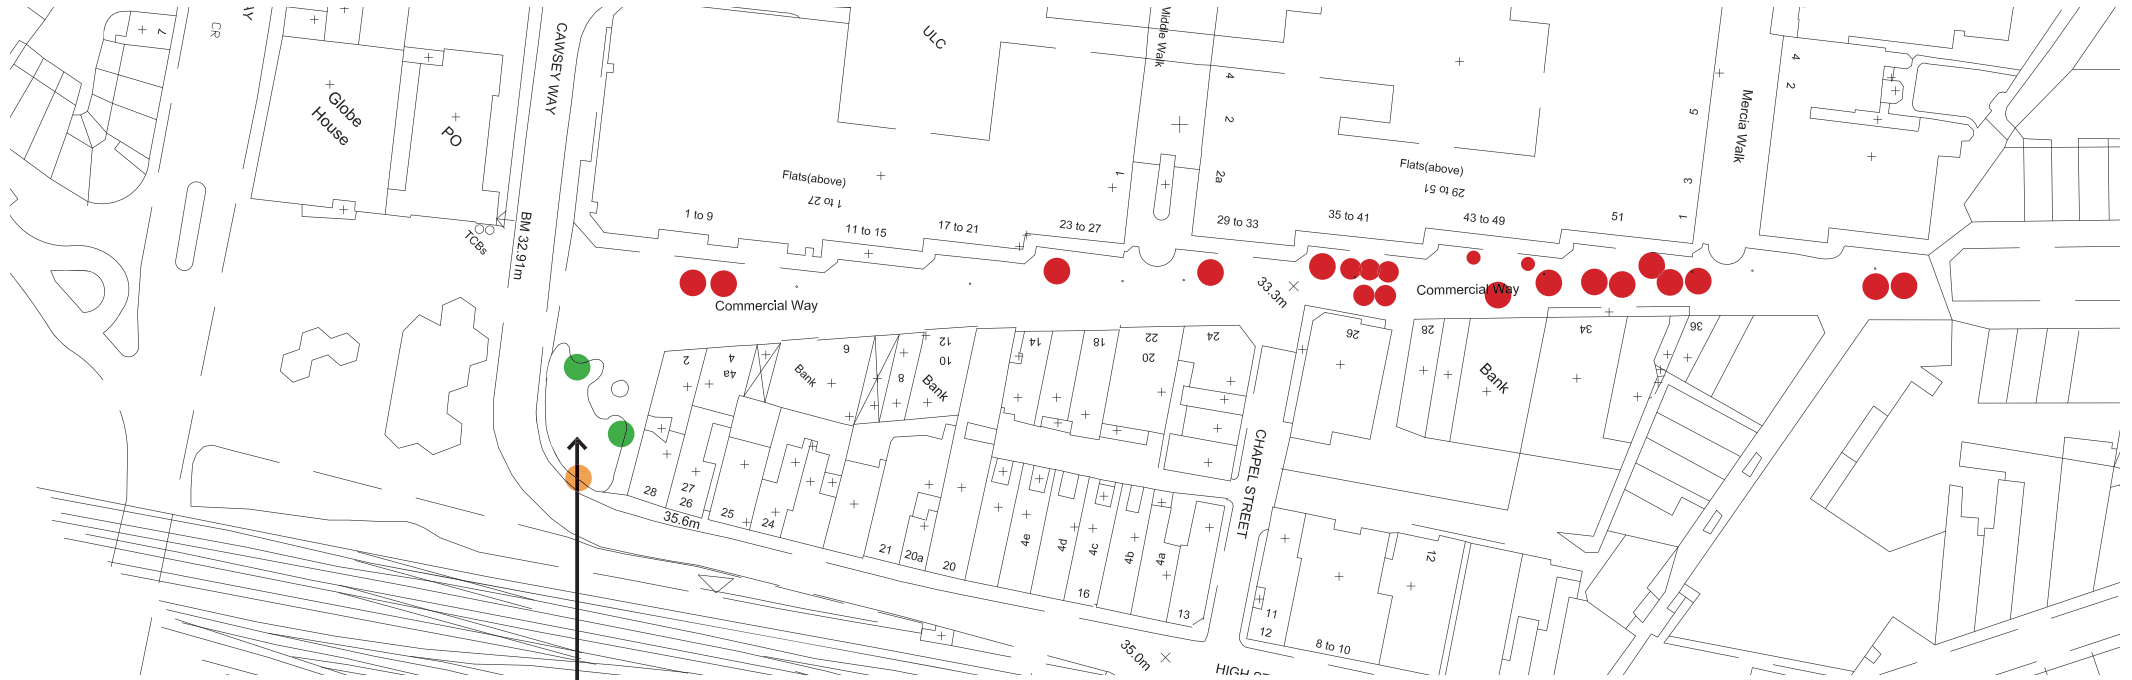 7
CR
AY
Globe
House
PO
TCBs
CAWSEY WAY
BM 32.91m
ULC
Middle Walk
Flats(above)
1 to 27
1 to 9
11 to 15
17 to 21
23 to 27
1
4
2
2a
29 to 33
Flats(above)
29 to 51
35 to 41
43 to 49
51
5
3
1
Mercia Walk
4
2
Commercial Way
33.3m
Commercial Way
2
4
4a
Bank
6
8
Bank
12
10
14
18
22
20
24
26
28
Bank
34
36
28
27
26
25
24
35.6m
21
20a
20
4e
4d
4c
4b
4a
16
13
CHAPEL STREET
11
12
8 to 10
12
35.0m
HIGH ST